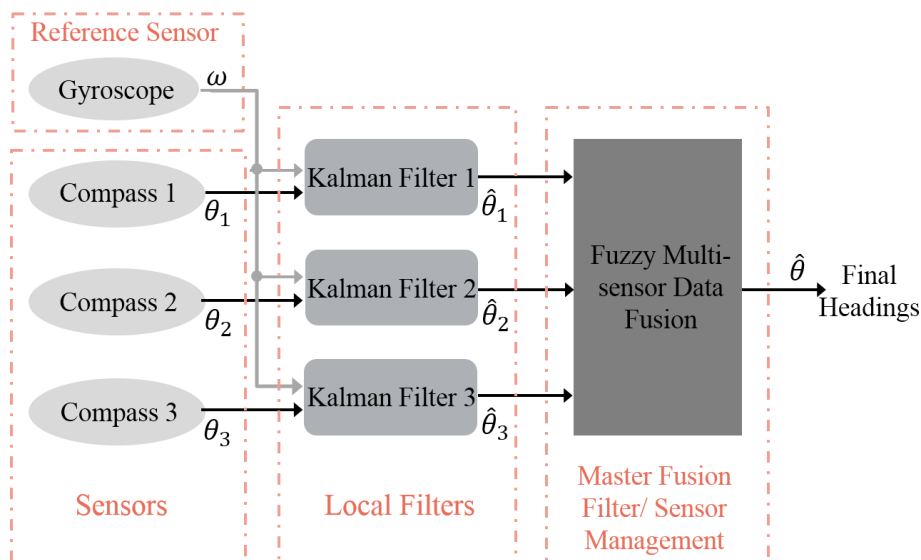 Reference Sensor
Gyroscope
ω
Compass 1
θ₁
Compass 2
θ₂
Compass 3
θ₃
Sensors
Kalman Filter 1
θ̂₁
Kalman Filter 2
θ̂₂
Kalman Filter 3
θ̂₃
Local Filters
Fuzzy Multi-
sensor Data
Fusion
Master Fusion
Filter/ Sensor
Management
θ̂
Final
Headings